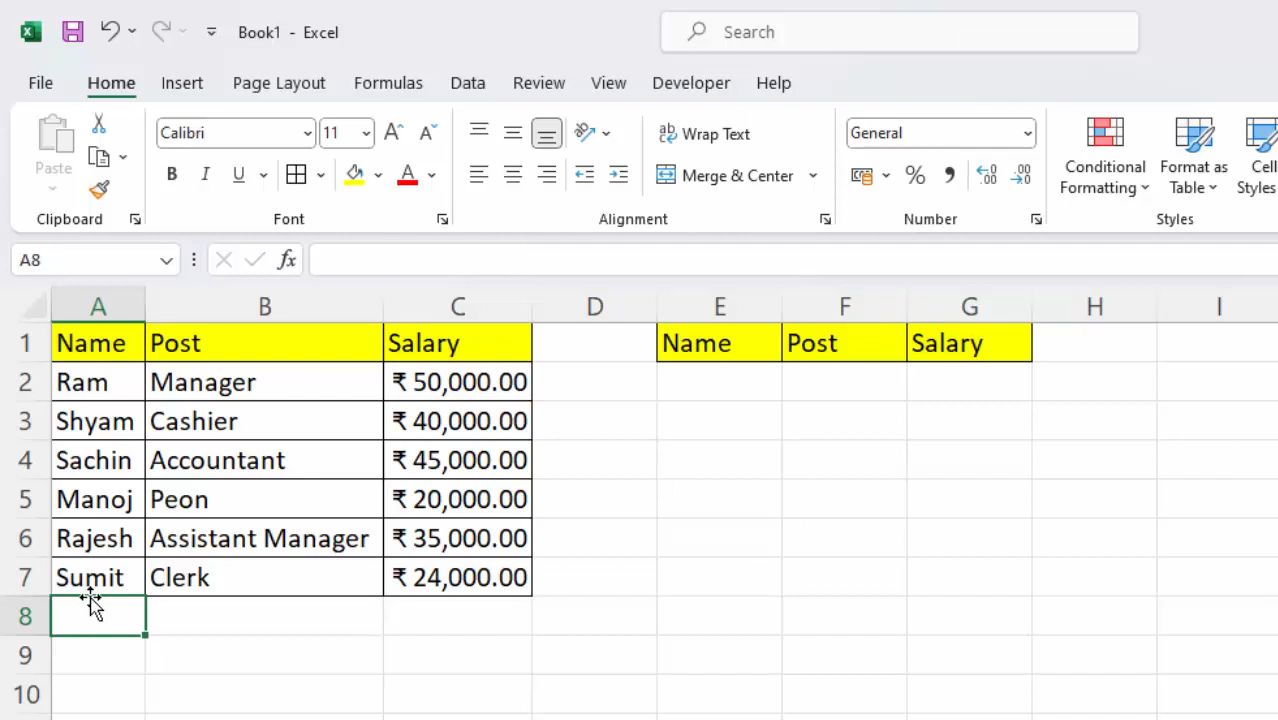 Book1 - Excel
Search
File Home Insert Page Layout Formulas Data Review View Developer Help
Paste
Clipboard
Calibri 11
B I U
Font
Wrap Text
Merge & Center
Alignment
General
Number
Conditional Formatting
Format as Table
Cell Styles
Styles
A8 fx
A B C D E F G H I
1 Name Post Salary Name Post Salary
2 Ram Manager ₹ 50,000.00
3 Shyam Cashier ₹ 40,000.00
4 Sachin Accountant ₹ 45,000.00
5 Manoj Peon ₹ 20,000.00
6 Rajesh Assistant Manager ₹ 35,000.00
7 Sumit Clerk ₹ 24,000.00
8
9
10